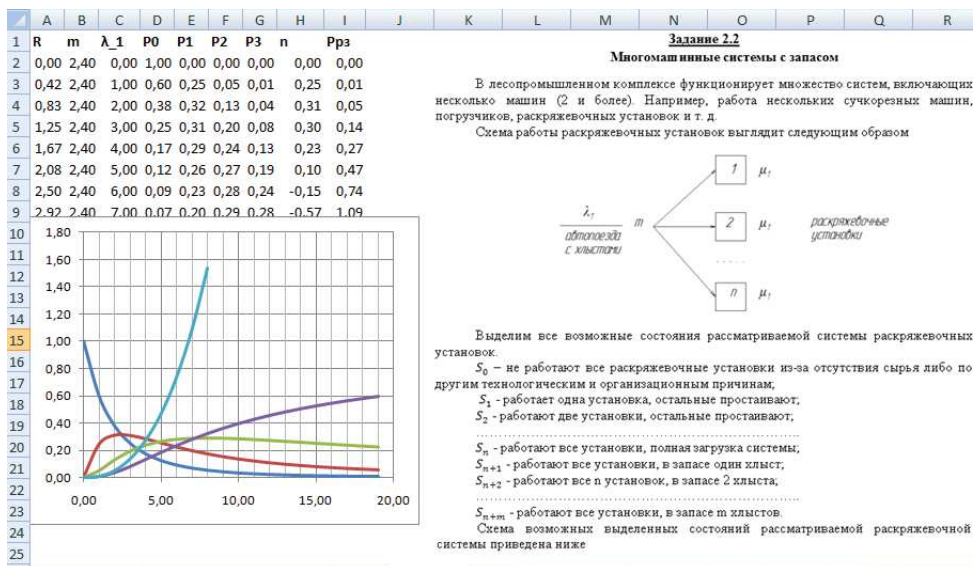 A B C D E F G H I J K L M N O P Q R
1 R m λ_1 P0 P1 P2 P3 n Ppз
2 0,00 2,40 0,00 1,00 0,00 0,00 0,00 0,00 0,00
3 0,42 2,40 1,00 0,60 0,25 0,05 0,01 0,25 0,01
4 0,83 2,40 2,00 0,38 0,32 0,13 0,04 0,31 0,05
5 1,25 2,40 3,00 0,25 0,31 0,20 0,08 0,30 0,14
6 1,67 2,40 4,00 0,17 0,29 0,24 0,13 0,23 0,27
7 2,08 2,40 5,00 0,12 0,26 0,27 0,19 0,10 0,47
8 2,50 2,40 6,00 0,09 0,23 0,28 0,24 -0,15 0,74
9 2,92 2,40 7,00 0,07 0,20 0,29 0,28 -0,57 1,09
10
11
12
13
14
15
16
17
18
19
20
21
22
23
24
25
1,80
1,60
1,40
1,20
1,00
0,80
0,60
0,40
0,20
0,00
0,00 5,00 10,00 15,00 20,00
Задание 2.2
Многомашинные системы с запасом
В лесопромышленном комплексе функционирует множество систем, включающих
несколько машин (2 и более). Например, работа нескольких сучкорезных машин,
погрузчиков, раскряжевочных установок и т. д.
Схема работы раскряжевочных установок выглядит следующим образом
λ₁
автопоезда
с хлыстами
m
1 μ₁
2 μ₁
.....
n μ₁
раскряжевочные
установки
Выделим все возможные состояния рассматриваемой системы раскряжевочных
установок.
S₀ – не работают все раскряжевочные установки из-за отсутствия сырья либо по
другим технологическим и организационным причинам;
S₁ - работает одна установка, остальные простаивают;
S₂ - работают две установки, остальные простаивают;
........................................................
Sₙ - работают все установки, полная загрузка системы;
Sₙ₊₁ - работают все установки, в запасе один хлыст;
Sₙ₊₂ - работают все n установок, в запасе 2 хлыста;
........................................................
Sₙ₊ₘ - работают все установки, в запасе m хлыстов.
Схема возможных выделенных состояний рассматриваемой раскряжевочной
системы приведена ниже